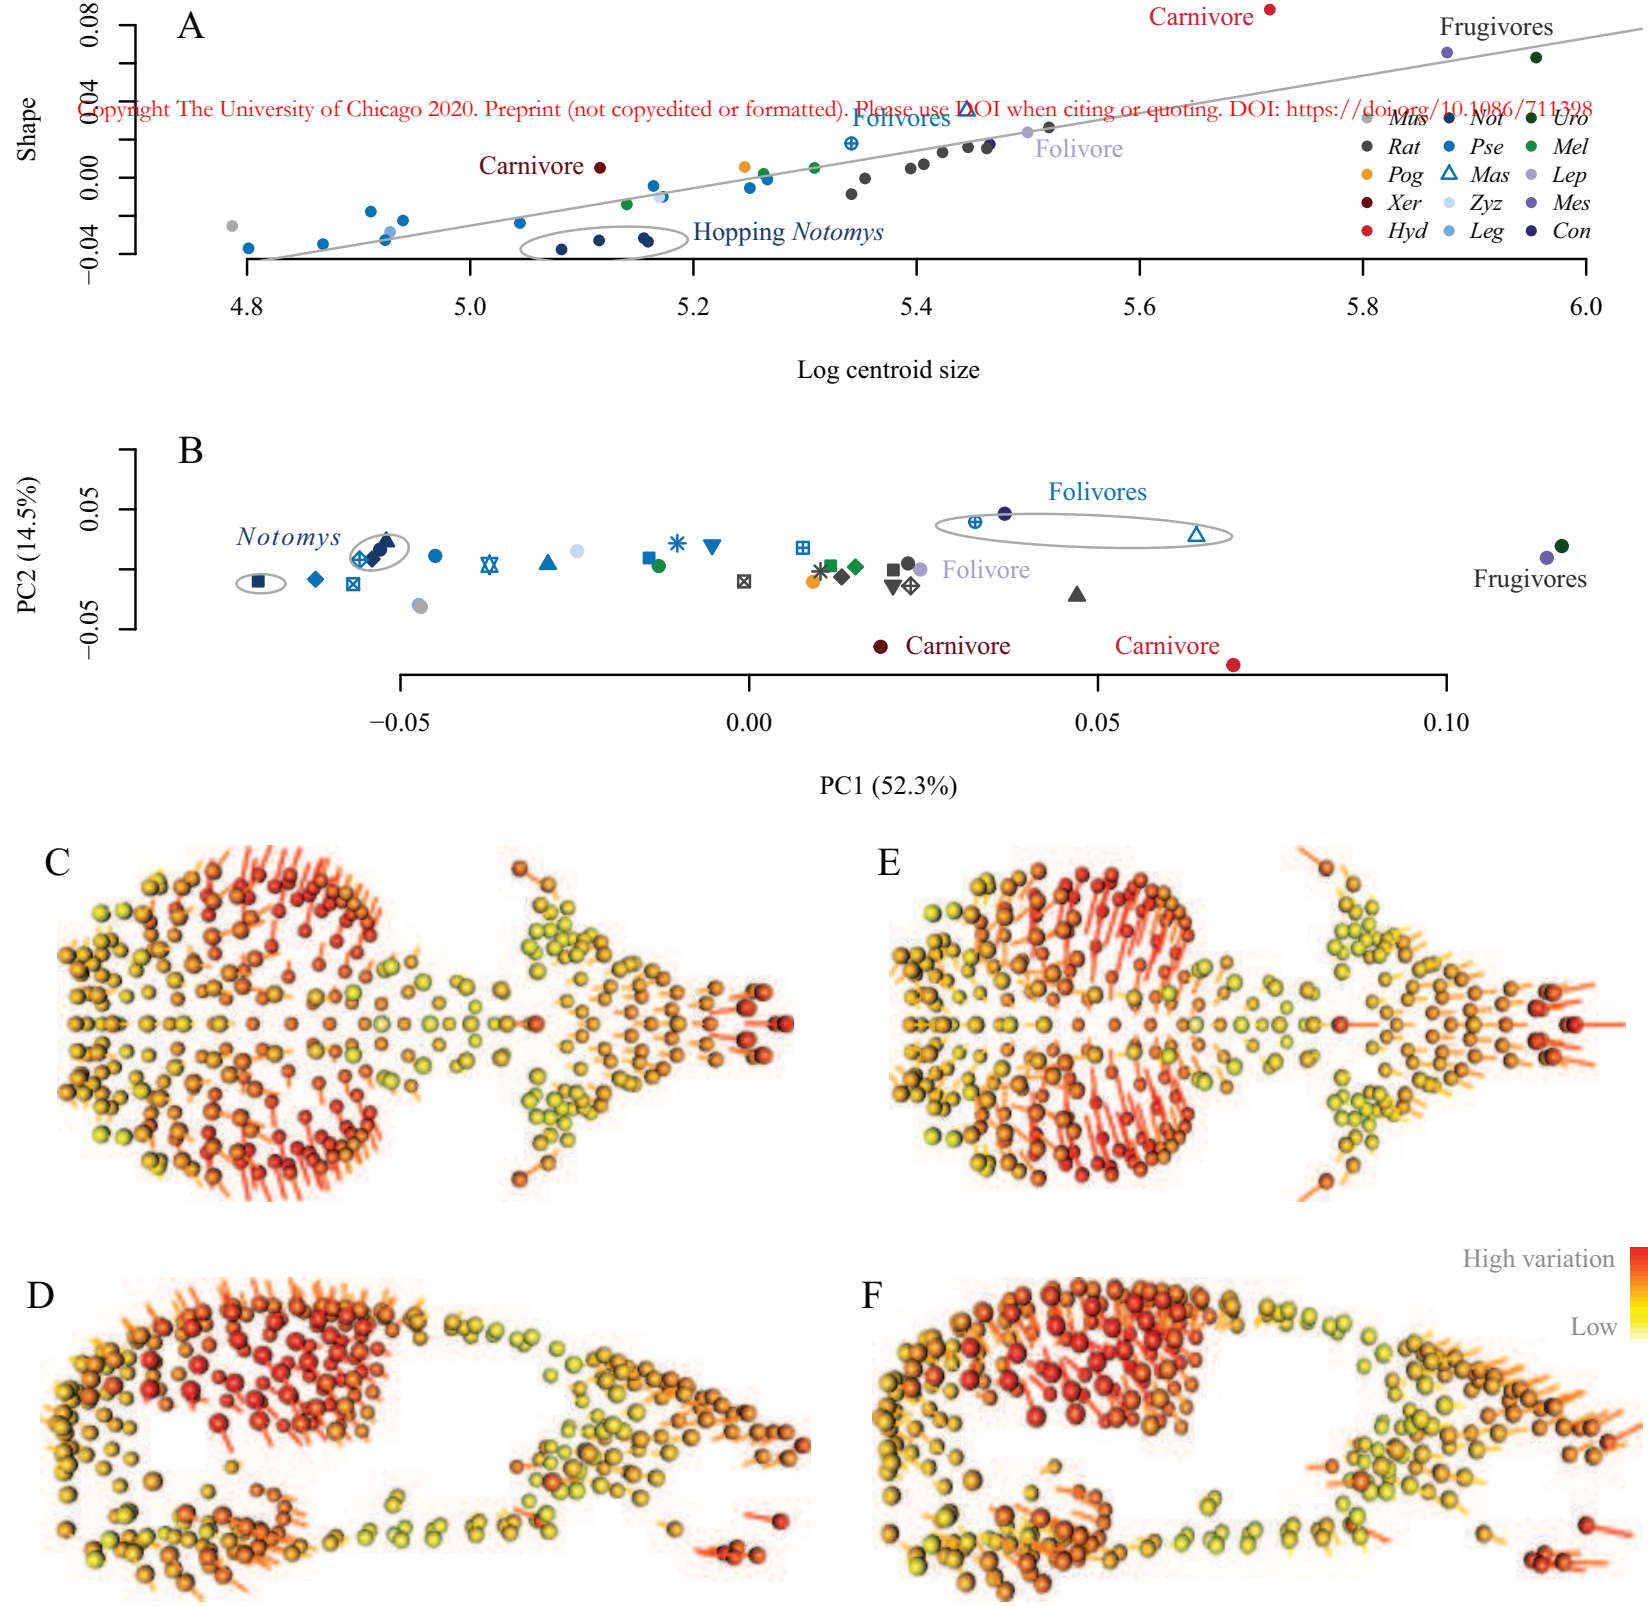 A
Shape
0.08
0.04
0.00
−0.04
Carnivore
Frugivores
Copyright The University of Chicago 2020. Preprint (not copyedited or formatted). Please use DOI when citing or quoting. DOI: https://doi.org/10.1086/711398
Folivores
Folivore
Carnivore
Hopping Notomys
Mus Not Uro
Rat Pse Mel
Pog Mas Lep
Xer Zyz Mes
Hyd Leg Con
4.8 5.0 5.2 5.4 5.6 5.8 6.0
Log centroid size
B
PC2 (14.5%)
0.05
−0.05
Notomys
Folivores
Folivore
Frugivores
Carnivore
Carnivore
−0.05 0.00 0.05 0.10
PC1 (52.3%)
C
E
D
F
High variation
Low